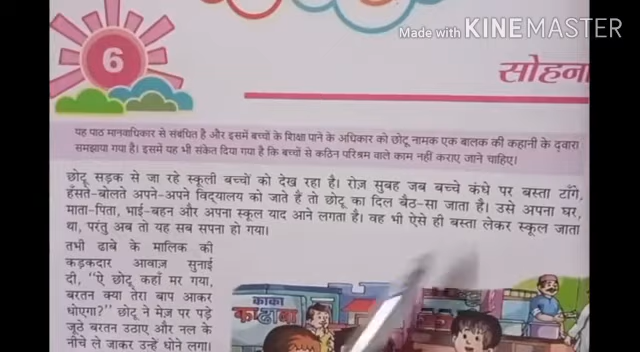 Made with KINEMASTER
6
सोहना
यह पाठ मानवाधिकार से संबंधित है और इसमें बच्चों के शिक्षा पाने के अधिकार को छोटू नामक एक बालक की कहानी के द्वारा
समझाया गया है। इसमें यह भी संकेत दिया गया है कि बच्चों से कठिन परिश्रम वाले काम नहीं कराए जाने चाहिए।
छोटू सड़क से जा रहे स्कूली बच्चों को देख रहा है। रोज़ सुबह जब बच्चे कंधे पर बस्ता टाँगे,
हँसते-बोलते अपने-अपने विद्यालय को जाते हैं तो छोटू का दिल बैठ-सा जाता है। उसे अपना घर,
माता-पिता, भाई-बहन और अपना स्कूल याद आने लगता है। वह भी ऐसे ही बस्ता लेकर स्कूल जाता
था, परंतु अब तो यह सब सपना हो गया।
तभी ढाबे के मालिक की
कड़कदार आवाज़ सुनाई
दी, “ऐ छोटू कहाँ मर गया,
बरतन क्या तेरा बाप आकर
धोएगा?” छोटू ने मेज़ पर पड़े
जूठे बरतन उठाए और नल के
नीचे ले जाकर उन्हें धोने लगा।
काका
का ढाबा